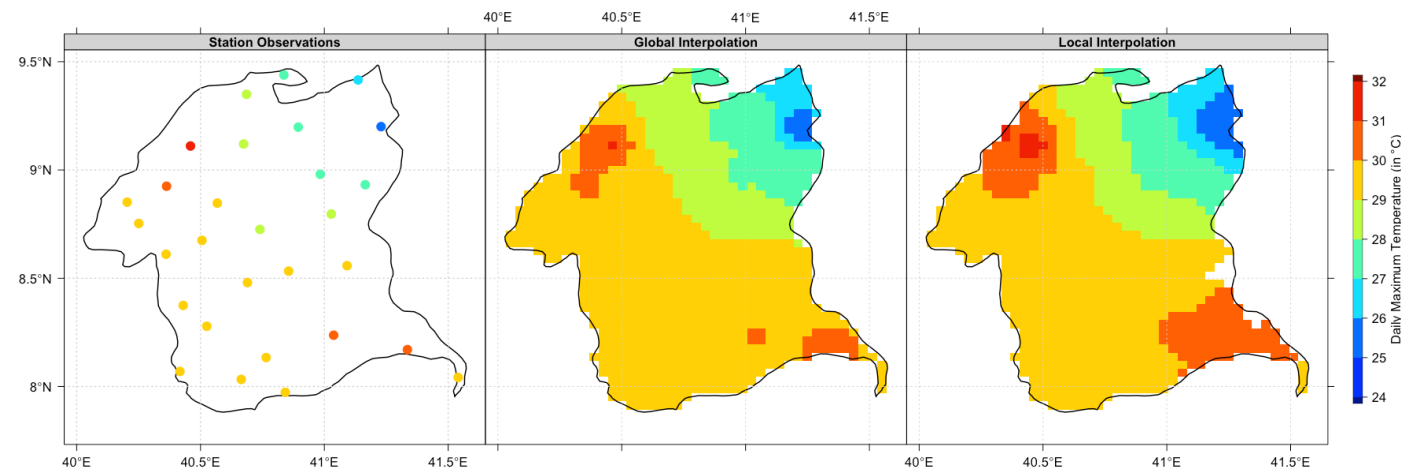 40°E 40.5°E 41°E 41.5°E
Station Observations Global Interpolation Local Interpolation
9.5°N
9°N
8.5°N
8°N
40°E 40.5°E 41°E 41.5°E 40°E 40.5°E 41°E 41.5°E
32
31
30
29
28
27
26
25
24
Daily Maximum Temperature (in °C)